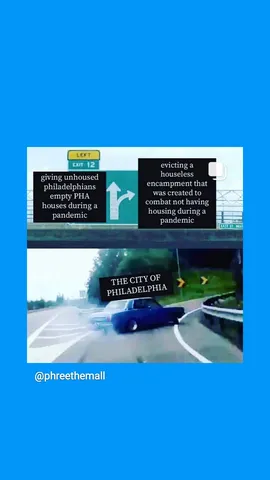 LEFT
EXIT 12
giving unhoused
philadelphians
empty PHA
houses during a
pandemic
evicting a
houseless
encampment that
was created to
combat not having
housing during a
pandemic
THE CITY OF
PHILADELPHIA
@phreethemall